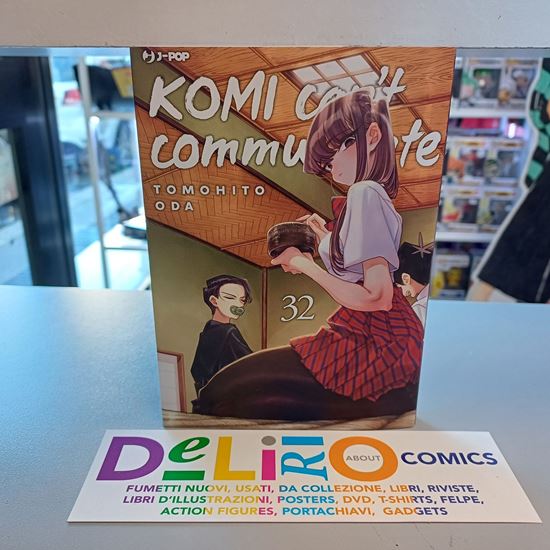 J-POP
KOMI can't
communicate
TOMOHITO
ODA
32
DeLiRiO ABOUT COMICS
FUMETTI NUOVI, USATI, DA COLLEZIONE, LIBRI, RIVISTE,
LIBRI D'ILLUSTRAZIONI, POSTERS, DVD, T-SHIRTS, FELPE,
ACTION FIGURES, PORTACHIAVI, GADGETS